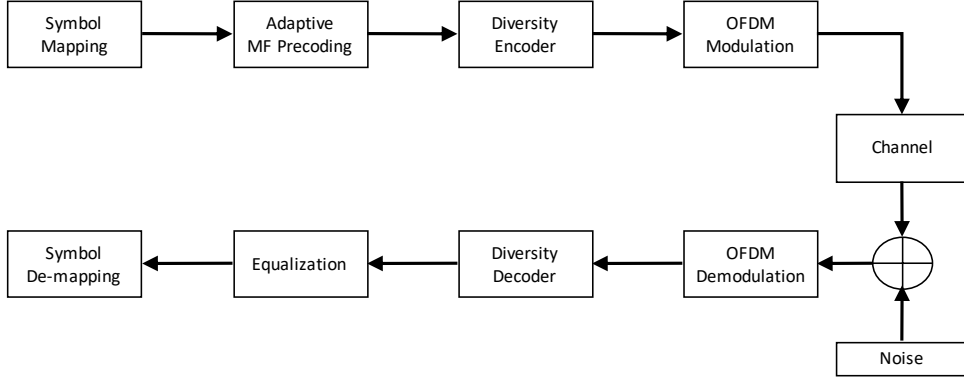 Symbol
Mapping
Adaptive
MF Precoding
Diversity
Encoder
OFDM
Modulation
Channel
Symbol
De-mapping
Equalization
Diversity
Decoder
OFDM
Demodulation
Noise